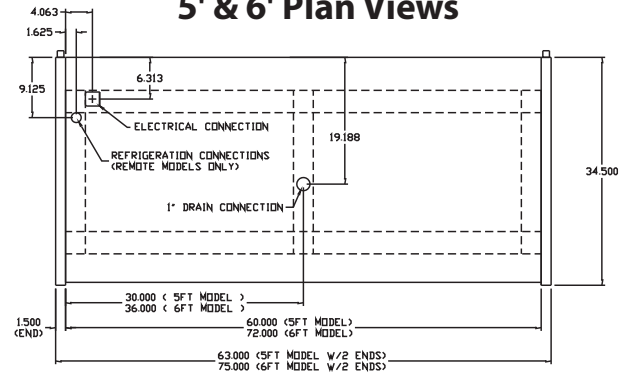 5' & 6' Plan Views
4.063
1.625
9.125
6.313
ELECTRICAL CONNECTION
19.188
REFRIGERATION CONNECTIONS
(REMOTE MODELS ONLY)
34.500
1" DRAIN CONNECTION
30.000 ( 5FT MODEL )
36.000 ( 6FT MODEL )
1.500
(END)
60.000 (5FT MODEL)
72.000 (6FT MODEL)
63.000 (5FT MODEL W/2 ENDS)
75.000 (6FT MODEL W/2 ENDS)